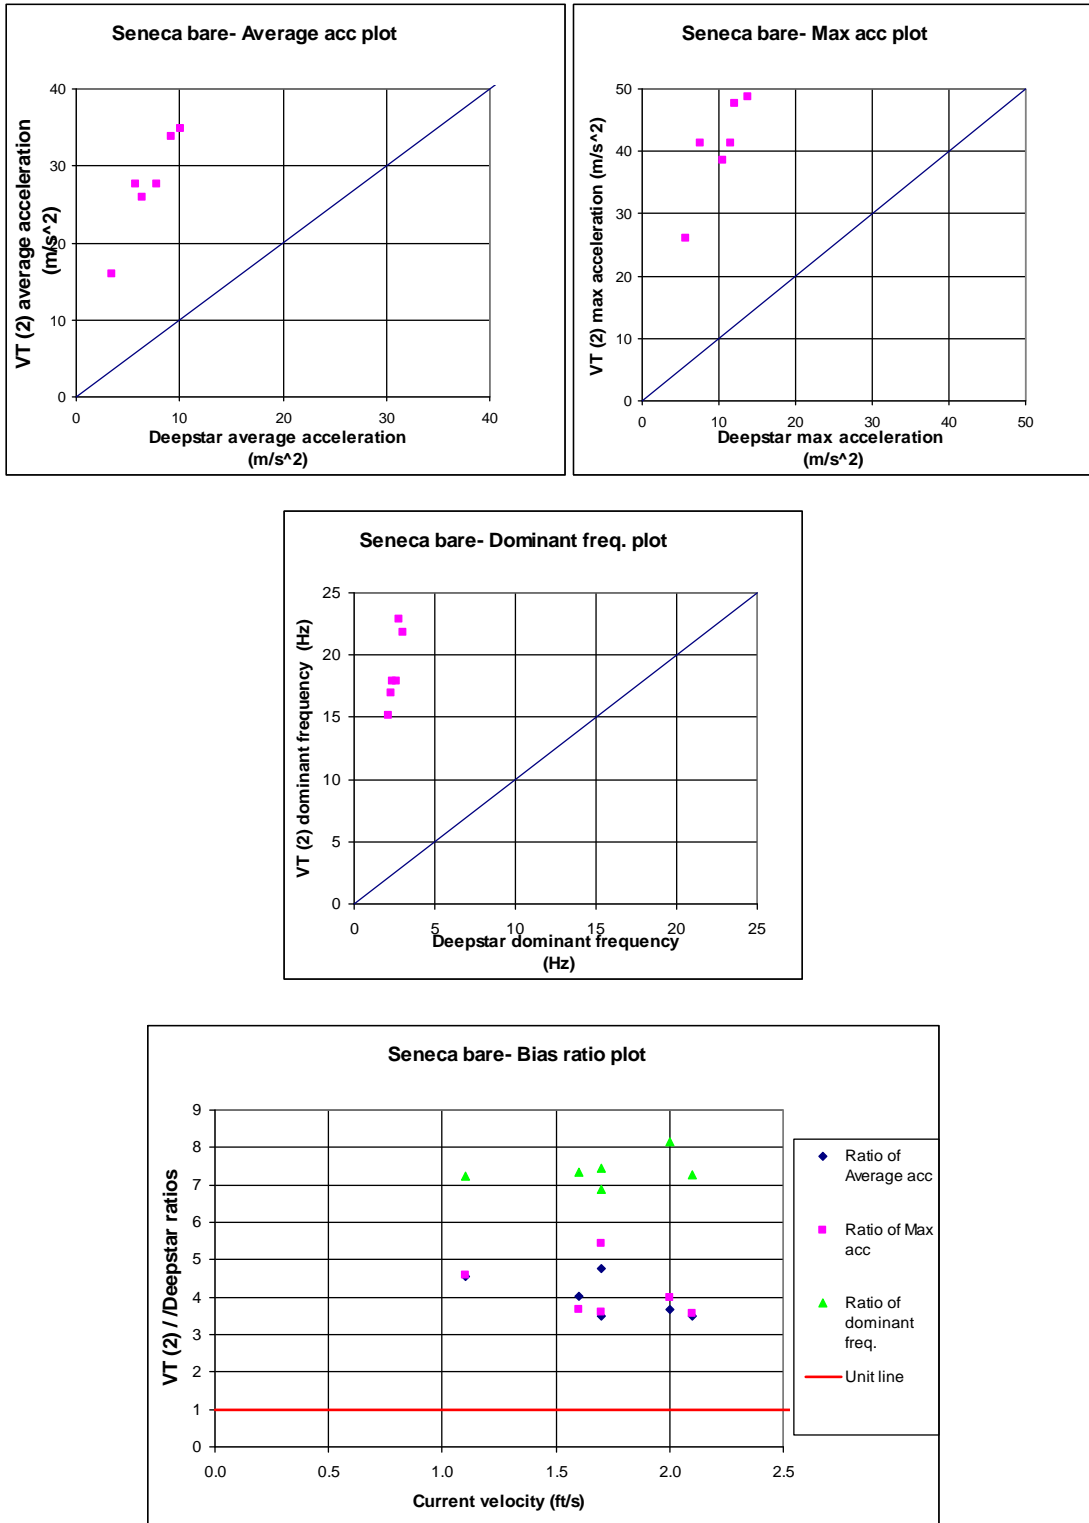 Seneca bare- Average acc plot
VT (2) average acceleration
(m/s^2)
40
30
20
10
0
0 10 20 30 40
Deepstar average acceleration
(m/s^2)
Seneca bare- Max acc plot
VT (2) max acceleration (m/s^2)
50
40
30
20
10
0
0 10 20 30 40 50
Deepstar max acceleration
(m/s^2)
Seneca bare- Dominant freq. plot
VT (2) dominant frequency (Hz)
25
20
15
10
5
0
0 5 10 15 20 25
Deepstar dominant frequency
(Hz)
Seneca bare- Bias ratio plot
VT (2) / /Deepstar ratios
9
8
7
6
5
4
3
2
1
0
0.0 0.5 1.0 1.5 2.0 2.5
Current velocity (ft/s)
Ratio of
Average acc
Ratio of Max
acc
Ratio of
dominant
freq.
Unit line